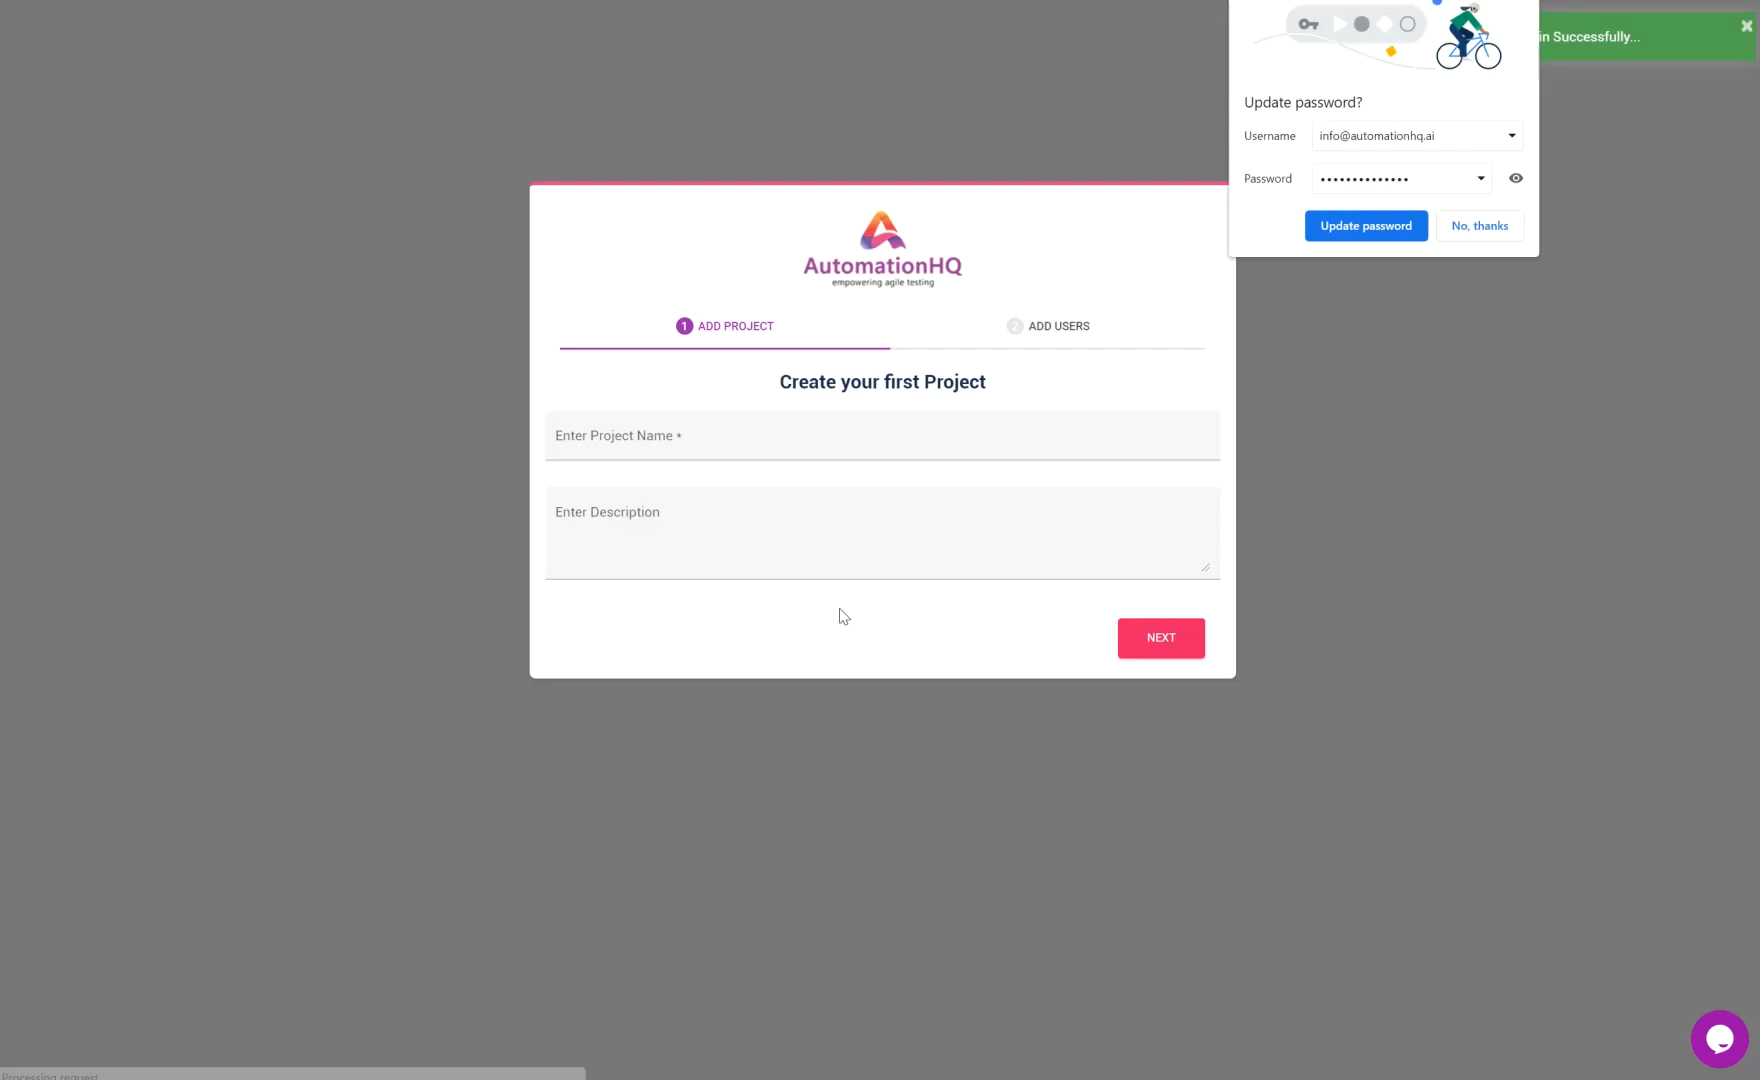 in Successfully...
Update password?
Username info@automationhq.ai
Password ••••••••••••••
Update password No, thanks
AutomationHQ
empowering agile testing
1 ADD PROJECT 2 ADD USERS
Create your first Project
Enter Project Name *
Enter Description
NEXT
Processing request